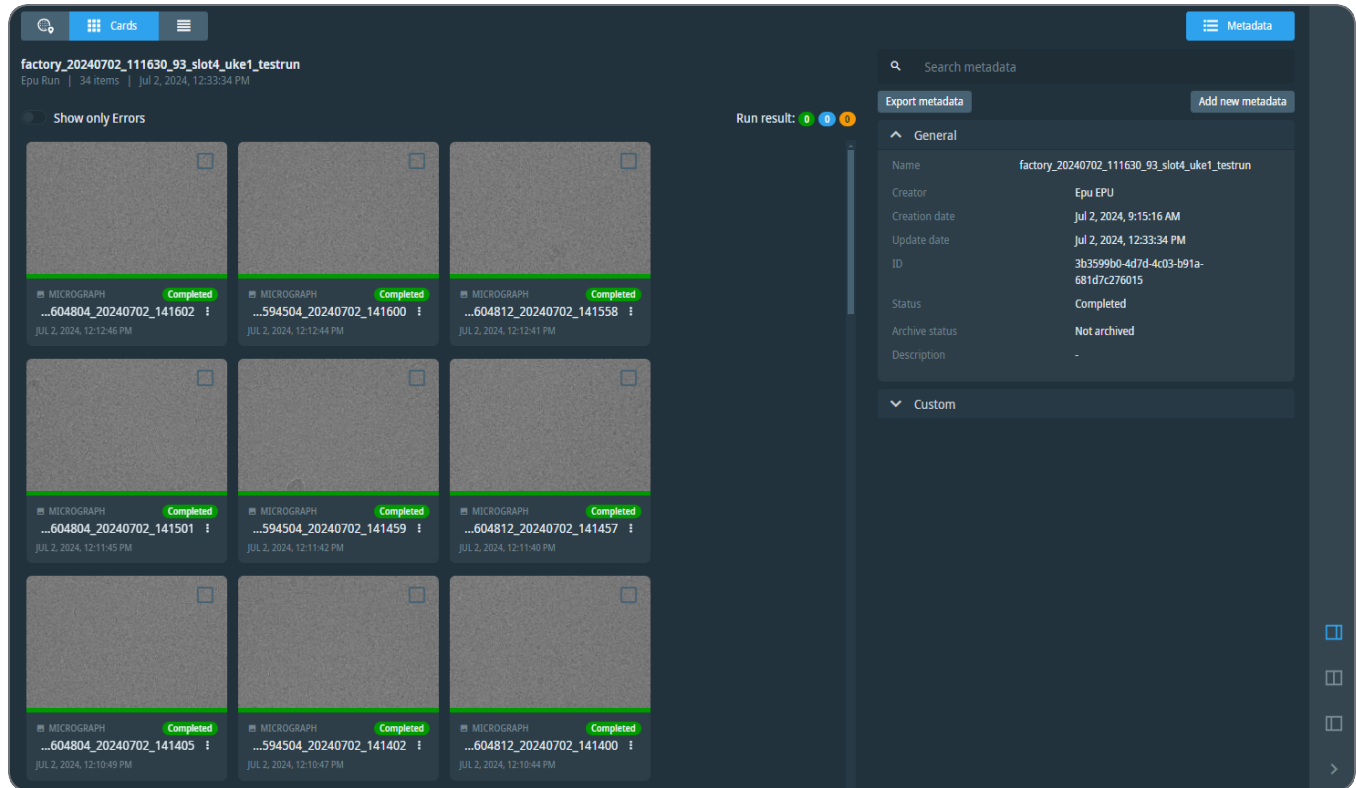 Cards
Metadata
factory_20240702_111630_93_slot4_uke1_testrun
Epu Run | 34 items | Jul 2, 2024, 12:33:34 PM
Show only Errors
Run result: 0 0 0
MICROGRAPH Completed
...604804_20240702_141602
JUL 2, 2024, 12:12:46 PM
MICROGRAPH Completed
...594504_20240702_141600
JUL 2, 2024, 12:12:44 PM
MICROGRAPH Completed
...604812_20240702_141558
JUL 2, 2024, 12:12:41 PM
MICROGRAPH Completed
...604804_20240702_141501
JUL 2, 2024, 12:11:45 PM
MICROGRAPH Completed
...594504_20240702_141459
JUL 2, 2024, 12:11:42 PM
MICROGRAPH Completed
...604812_20240702_141457
JUL 2, 2024, 12:11:40 PM
MICROGRAPH Completed
...604804_20240702_141405
JUL 2, 2024, 12:10:49 PM
MICROGRAPH Completed
...594504_20240702_141402
JUL 2, 2024, 12:10:47 PM
MICROGRAPH Completed
...604812_20240702_141400
JUL 2, 2024, 12:10:44 PM
Search metadata
Export metadata
Add new metadata
General
Name factory_20240702_111630_93_slot4_uke1_testrun
Creator Epu EPU
Creation date Jul 2, 2024, 9:15:16 AM
Update date Jul 2, 2024, 12:33:34 PM
ID 3b3599b0-4d7d-4c03-b91a-
681d7c276015
Status Completed
Archive status Not archived
Description -
Custom